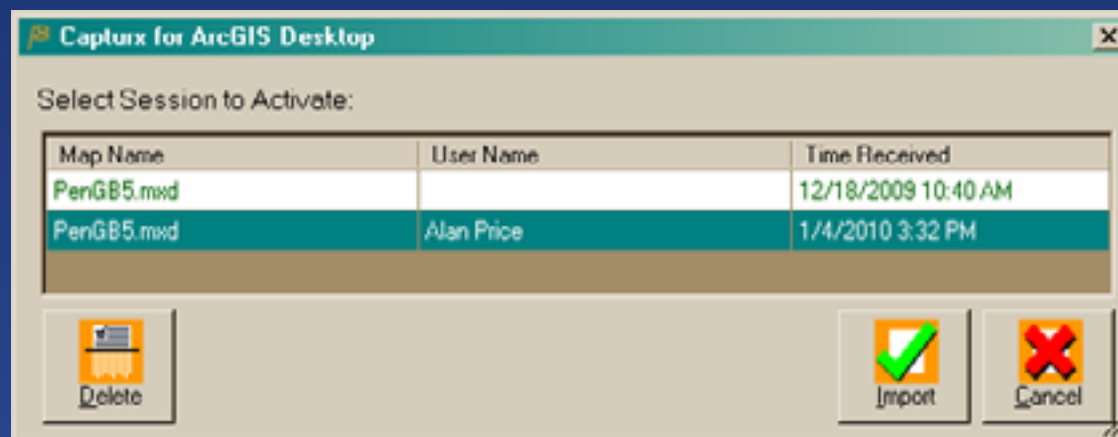 Capturx for ArcGIS Desktop
Select Session to Activate:
Map Name User Name Time Received
PenGB5.mxd 12/18/2009 10:40 AM
PenGB5.mxd Alan Price 1/4/2010 3:32 PM
Delete Import Cancel